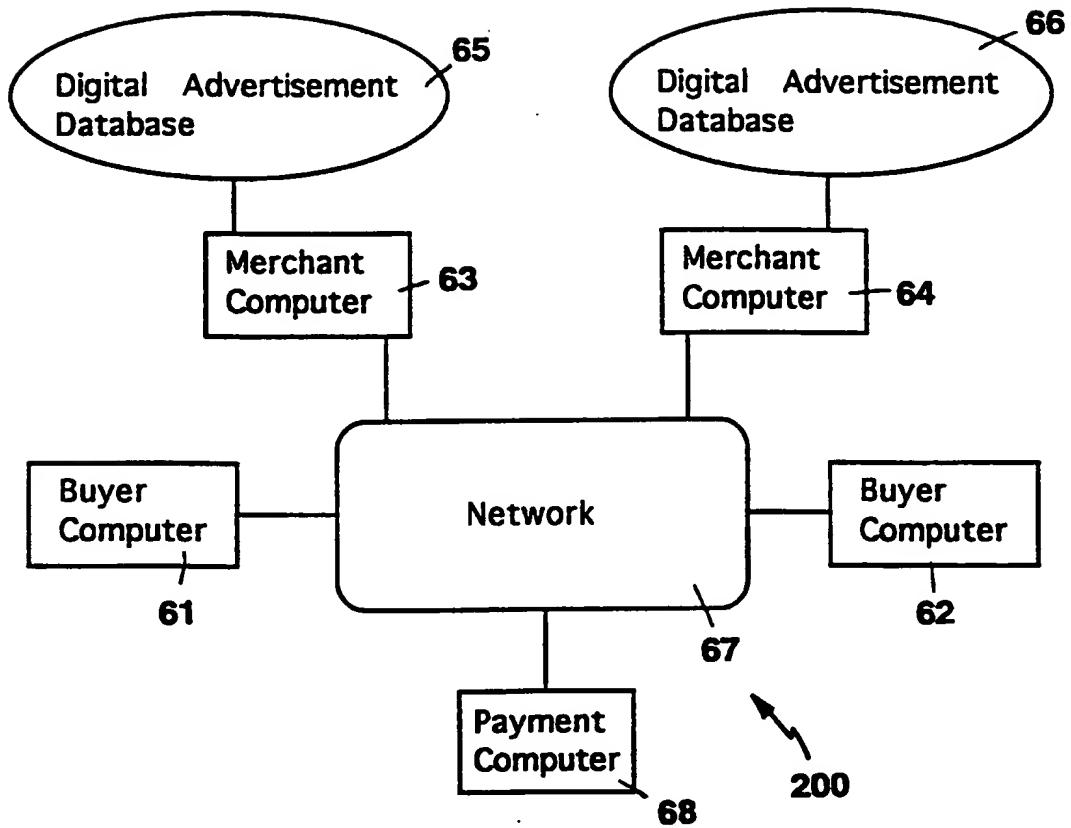 65
Digital Advertisement
Database
66
Digital Advertisement
Database
Merchant
Computer
63
Merchant
Computer
64
Buyer
Computer
61
Network
67
Buyer
Computer
62
Payment
Computer
68
200